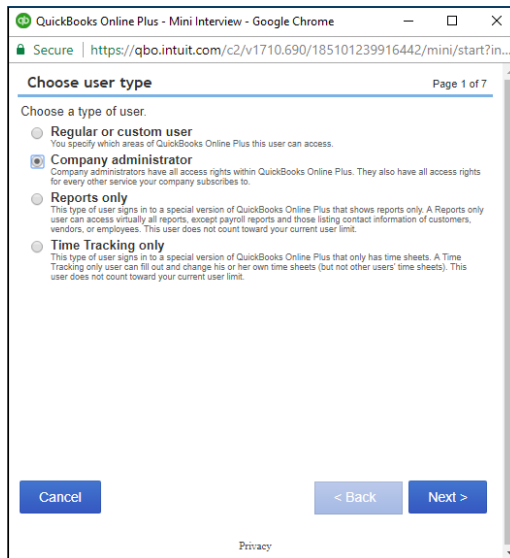 QuickBooks Online Plus - Mini Interview - Google Chrome
Secure | https://qbo.intuit.com/c2/v1710.690/185101239916442/mini/start?in...
Choose user type Page 1 of 7
Choose a type of user.
Regular or custom user
You specify which areas of QuickBooks Online Plus this user can access.
Company administrator
Company administrators have all access rights within QuickBooks Online Plus. They also have all access rights
for every other service your company subscribes to.
Reports only
This type of user signs in to a special version of QuickBooks Online Plus that shows reports only. A Reports only
user can access virtually all reports, except payroll reports and those listing contact information of customers,
vendors, or employees. This user does not count toward your current user limit.
Time Tracking only
This type of user signs in to a special version of QuickBooks Online Plus that only has time sheets. A Time
Tracking only user can fill out and change his or her own time sheets (but not other users' time sheets). This
user does not count toward your current user limit.
Cancel < Back Next >
Privacy